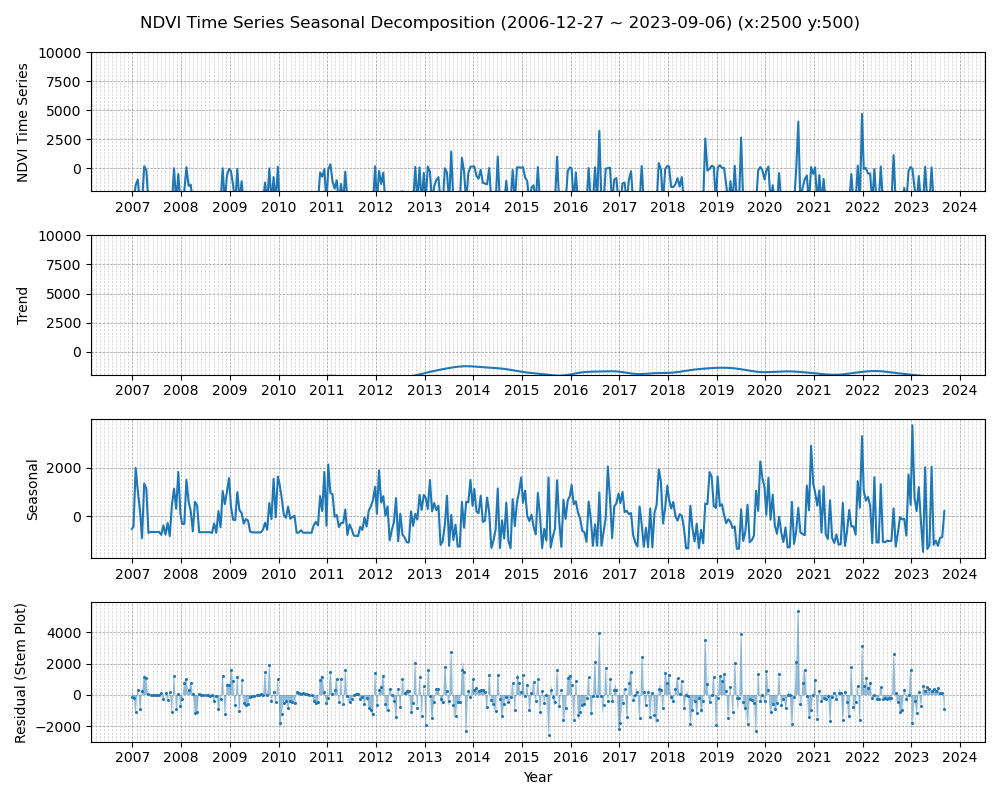 NDVI Time Series Seasonal Decomposition (2006-12-27 ~ 2023-09-06) (x:2500 y:500)
NDVI Time Series
10000
7500
5000
2500
0
2007 2008 2009 2010 2011 2012 2013 2014 2015 2016 2017 2018 2019 2020 2021 2022 2023 2024
Trend
10000
7500
5000
2500
0
2007 2008 2009 2010 2011 2012 2013 2014 2015 2016 2017 2018 2019 2020 2021 2022 2023 2024
Seasonal
2000
0
2007 2008 2009 2010 2011 2012 2013 2014 2015 2016 2017 2018 2019 2020 2021 2022 2023 2024
Residual (Stem Plot)
4000
2000
0
−2000
2007 2008 2009 2010 2011 2012 2013 2014 2015 2016 2017 2018 2019 2020 2021 2022 2023 2024
Year